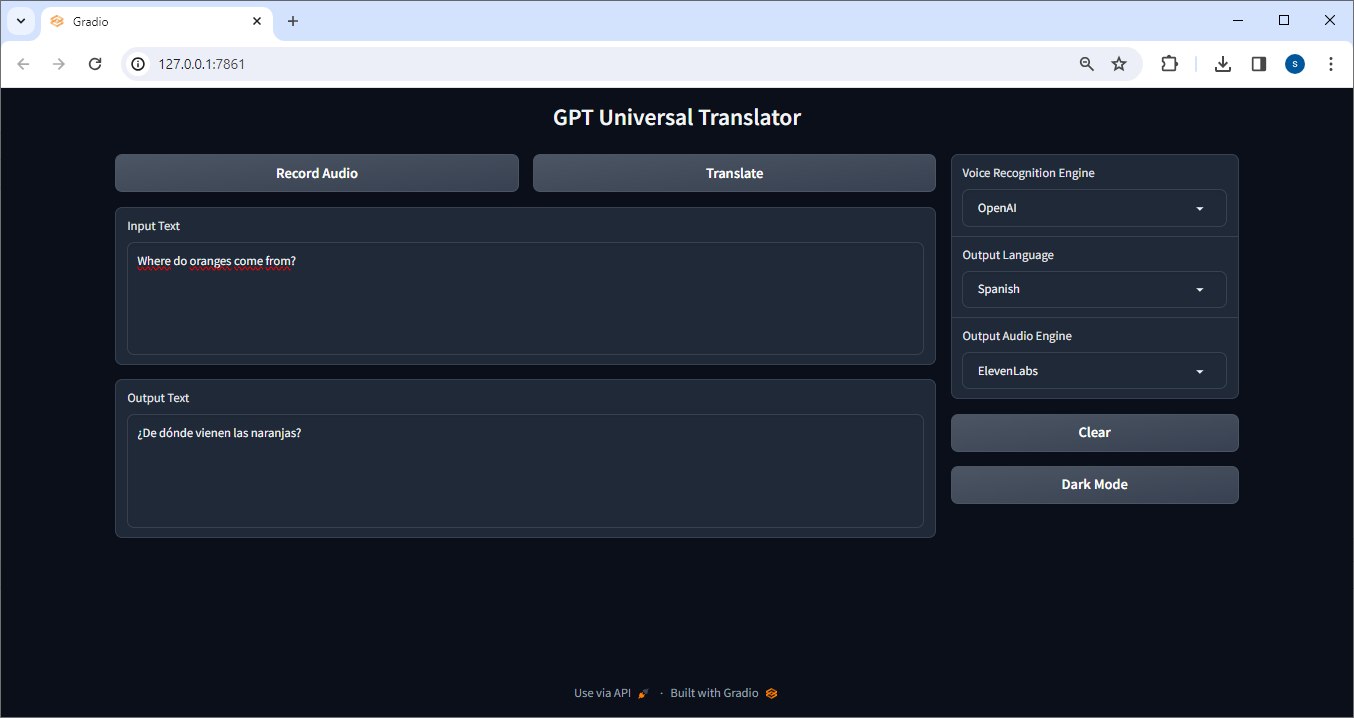 Gradio
127.0.0.1:7861
S
GPT Universal Translator
Record Audio
Translate
Input Text
Where do oranges come from?
Output Text
¿De dónde vienen las naranjas?
Voice Recognition Engine
OpenAI
Output Language
Spanish
Output Audio Engine
ElevenLabs
Clear
Dark Mode
Use via API · Built with Gradio